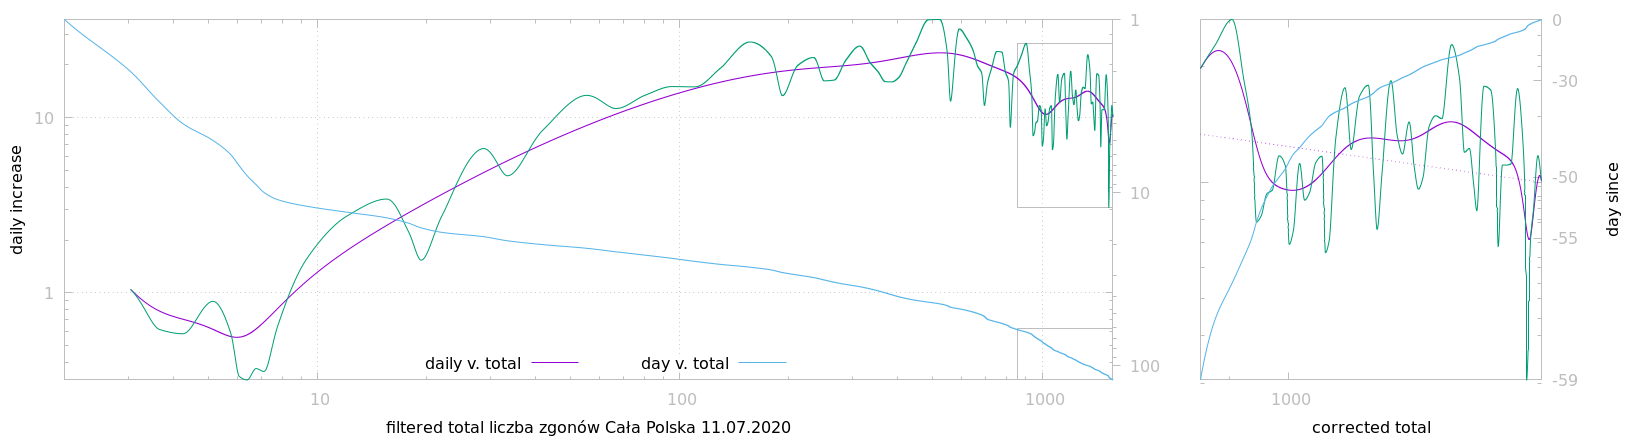 daily increase
10
1
1
10
100
daily v. total
day v. total
10
100
1000
filtered total liczba zgonów Cała Polska 11.07.2020
0
-30
-50
-55
-59
day since
1000
corrected total